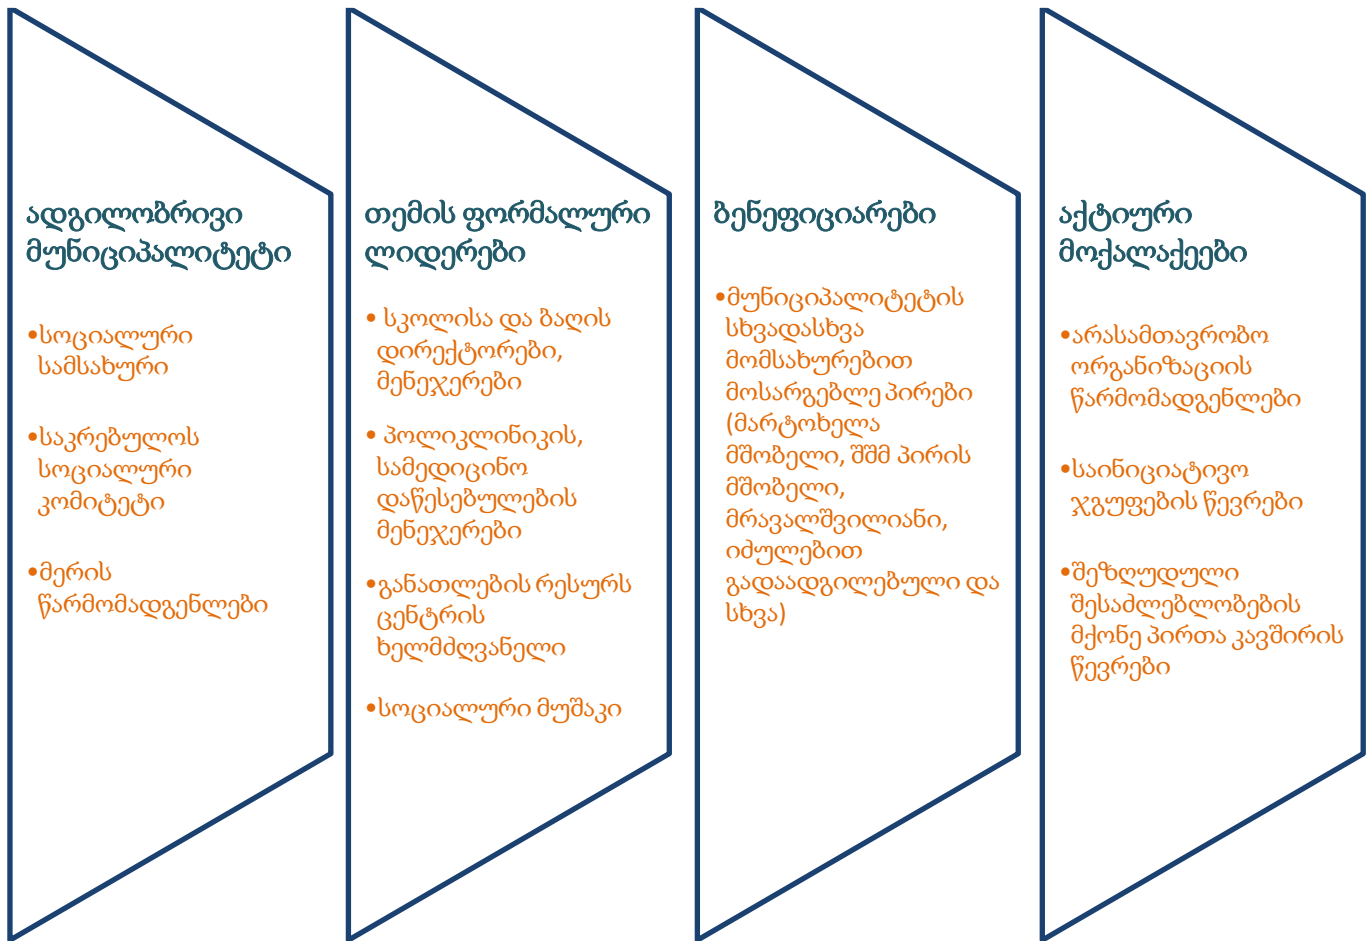 ადგილობრივი
მუნიციპალიტეტი
•სოციალური
სამსახური
•საკრებულოს
სოციალური
კომიტეტი
•მერის
წარმომადგენლები
თემის ფორმალური
ლიდერები
• სკოლისა და ბაღის
დირექტორები,
მენეჯერები
• პოლიკლინიკის,
სამედიცინო
დაწესებულების
მენეჯერები
•განათლების რესურს
ცენტრის
ხელმძღვანელი
•სოციალური მუშაკი
ბენეფიციარები
•მუნიციპალიტეტის
სხვადასხვა
მომსახურებით
მოსარგებლე პირები
(მარტოხელა
მშობელი, შშმ პირის
მშობელი,
მრავალშვილიანი,
იძულებით
გადაადგილებული და
სხვა)
აქტიური
მოქალაქეები
•არასამთავრობო
ორგანიზაციის
წარმომადგენლები
•საინიციატივო
ჯგუფების წევრები
•შეზღუდული
შესაძლებლობების
მქონე პირთა კავშირის
წევრები